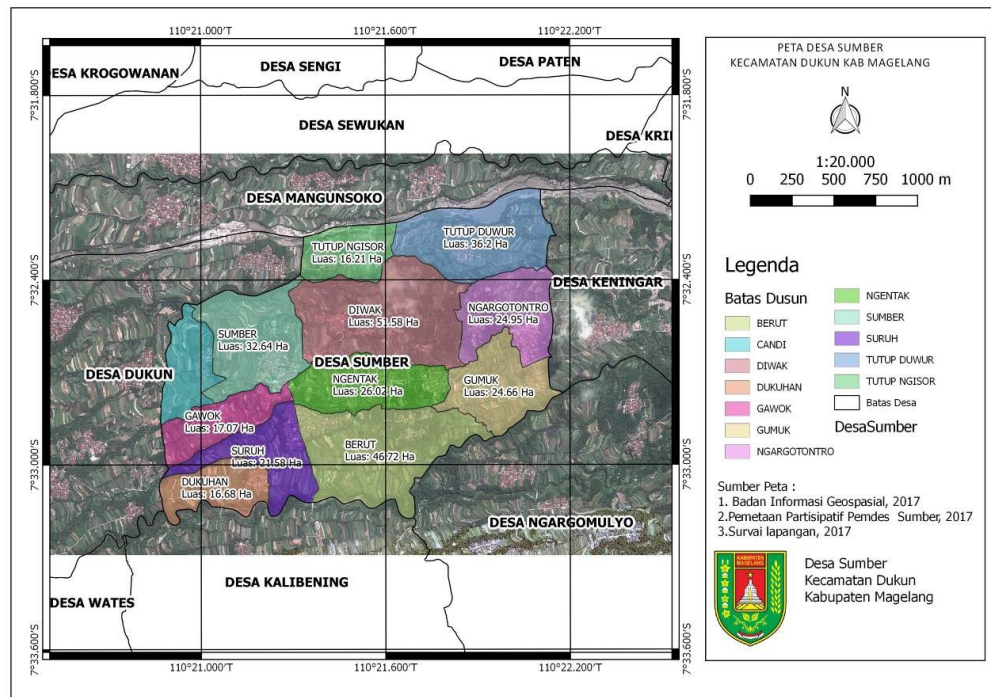 110°21.000'T
110°21.600'T
110°22.200'T
DESA KROGOWANAN
DESA SENGI
DESA PATEN
7°31.800'S
7°31.800'S
DESA SEWUKAN
DESA KRI
DESA MANGUNSOKO
TUTUP DUWUR
Luas: 36.2 Ha
TUTUP NGISOR
Luas: 16.21 Ha
7°32.400'S
7°32.400'S
DESA KENINGAR
DIWAK
Luas: 51.58 Ha
NGARGOTONTRO
Luas: 24.95 Ha
SUMBER
Luas: 32.64 Ha
DESA DUKUN
DESA SUMBER
NGENTAK
Luas: 26.02 Ha
GUMUK
Luas: 24.66 Ha
GAWOK
Luas: 17.07 Ha
BERUT
Luas: 46.72 Ha
SURUH
Luas: 21.58 Ha
7°33.000'S
7°33.000'S
DUKUHAN
Luas: 16.68 Ha
DESA NGARGOMULYO
DESA KALIBENING
DESA WATES
7°33.600'S
7°33.600'S
110°21.000'T
110°21.600'T
110°22.200'T
PETA DESA SUMBER
KECAMATAN DUKUN KAB MAGELANG
N
1:20.000
0 250 500 750 1000 m
Legenda
Batas Dusun
BERUT
CANDI
DIWAK
DUKUHAN
GAWOK
GUMUK
NGARGOTONTRO
NGENTAK
SUMBER
SURUH
TUTUP DUWUR
TUTUP NGISOR
Batas Desa
DesaSumber
Sumber Peta :
1. Badan Informasi Geospasial, 2017
2.Pemetaan Partisipatif Pemdes Sumber, 2017
3.Survai lapangan, 2017
KABUPATEN
MAGELANG
Desa Sumber
Kecamatan Dukun
Kabupaten Magelang